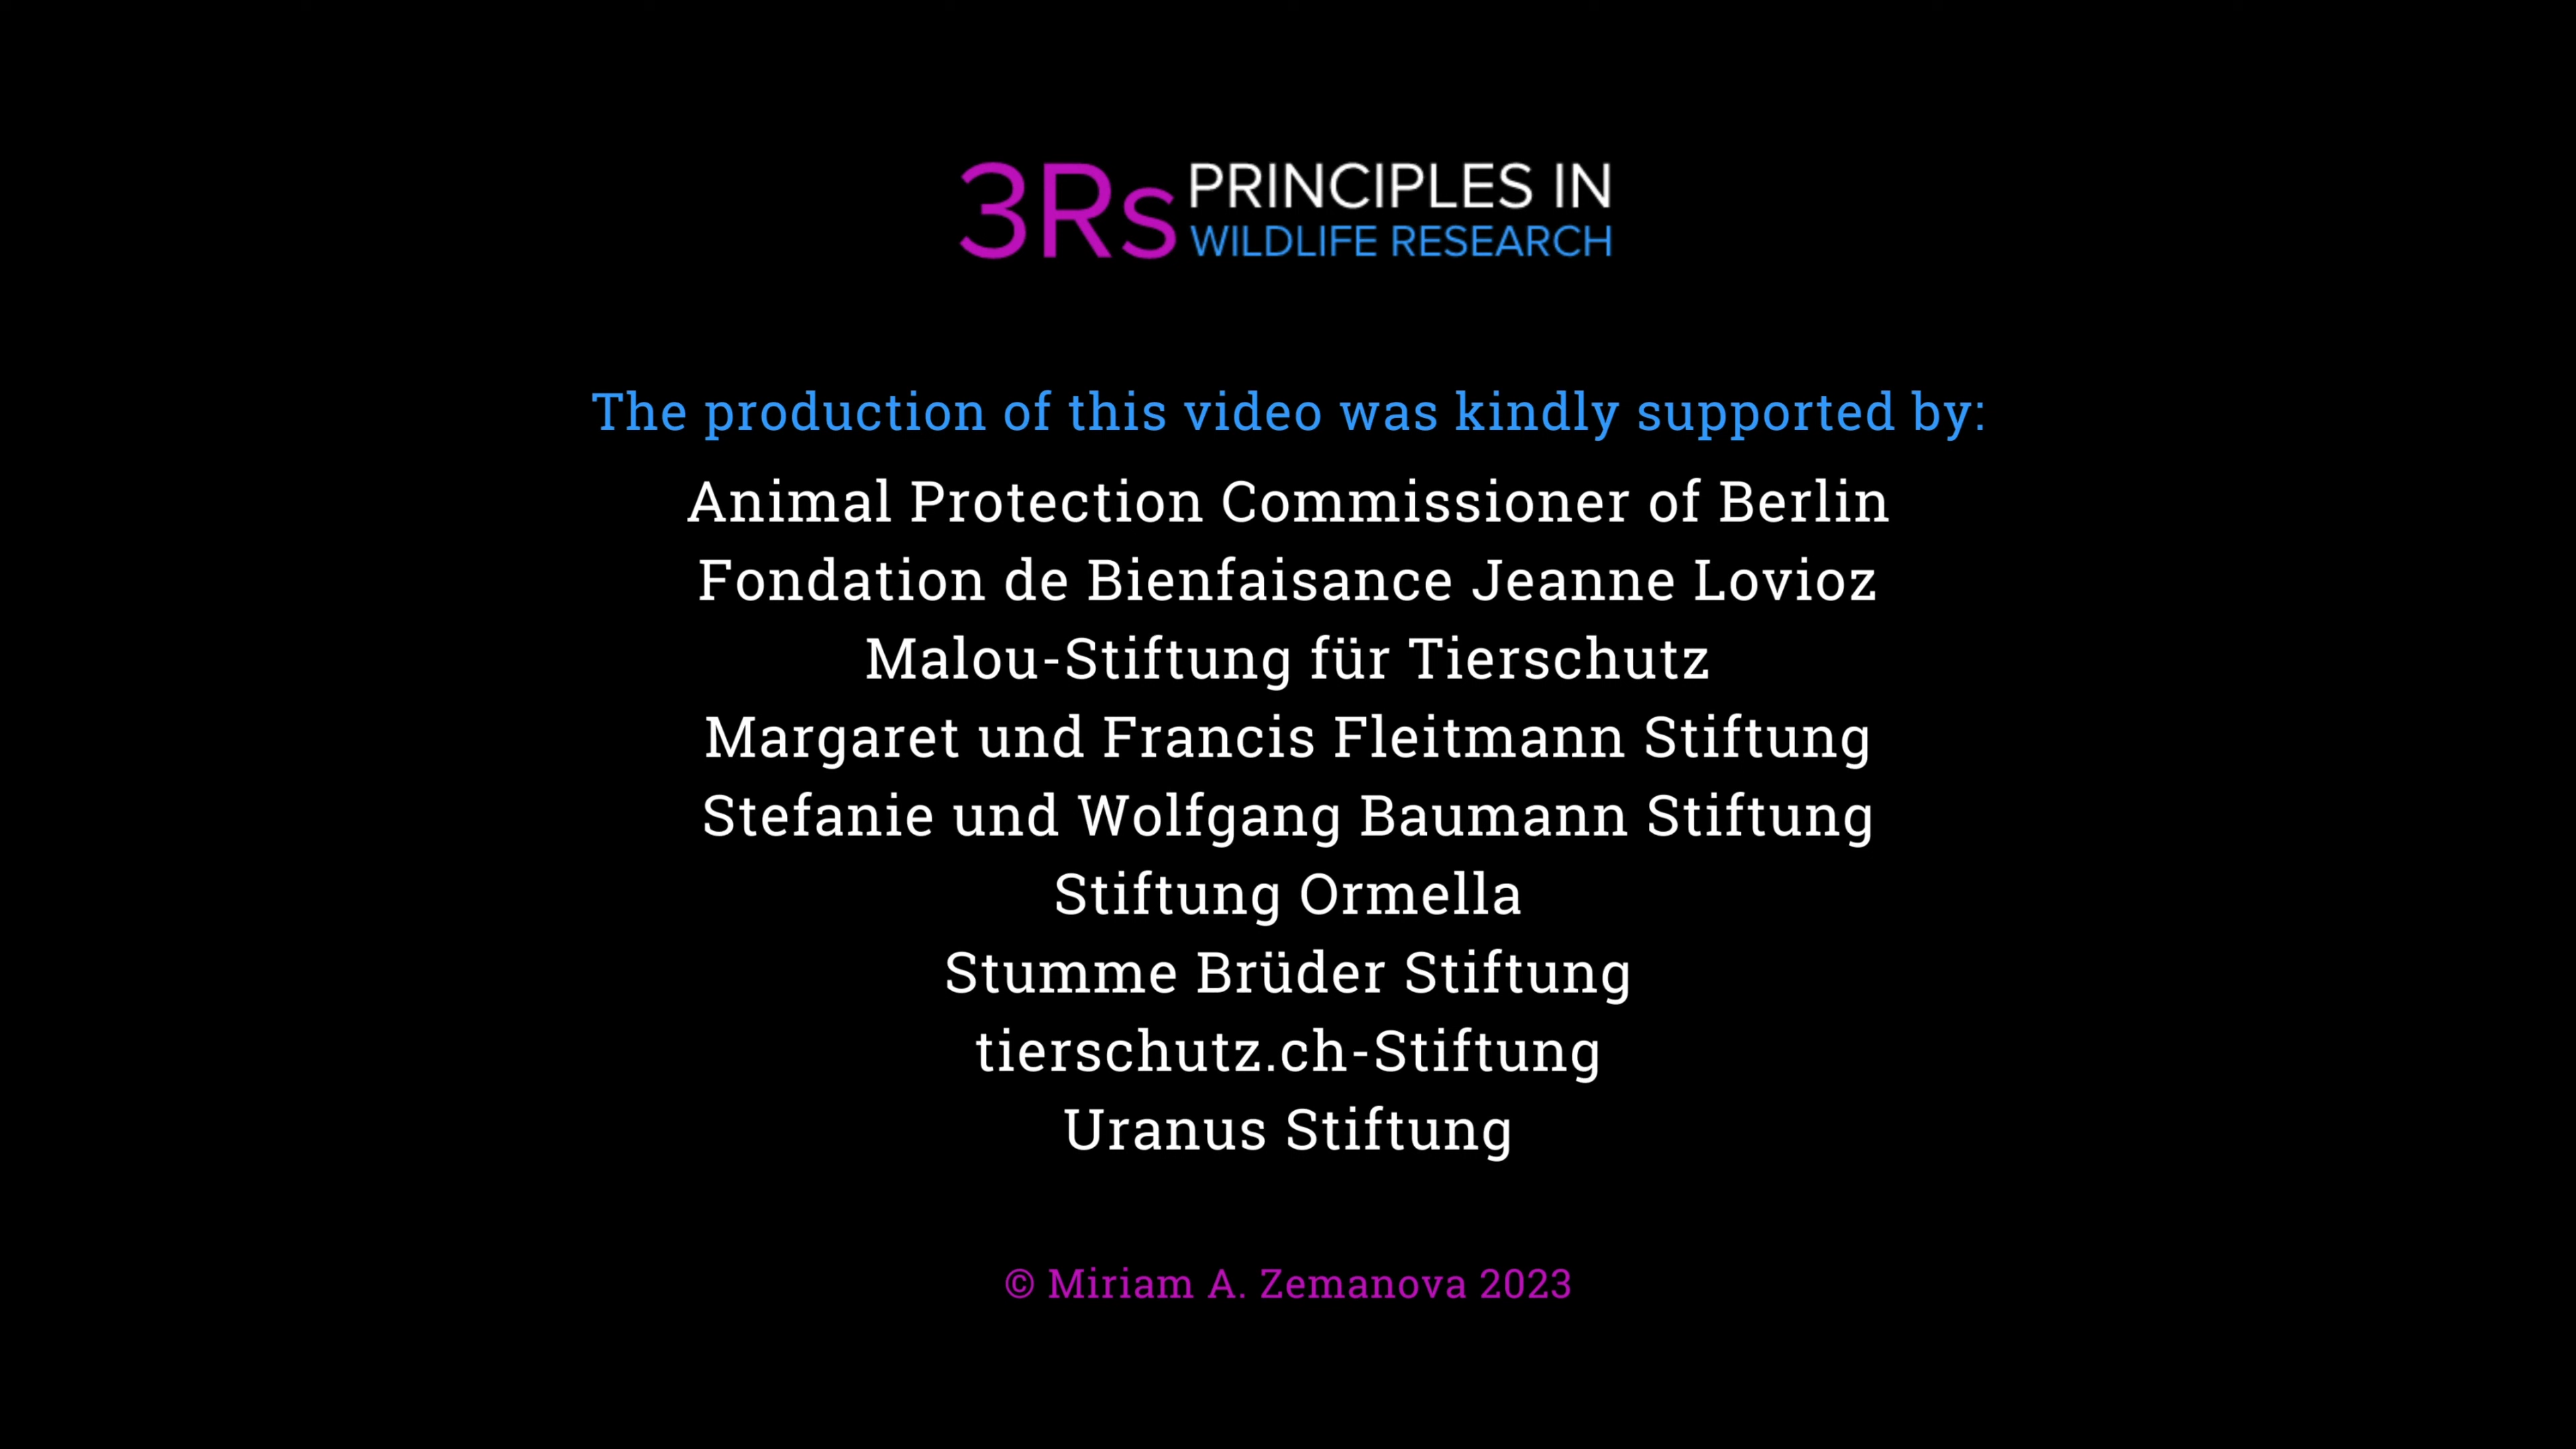 3Rs PRINCIPLES IN
WILDLIFE RESEARCH
The production of this video was kindly supported by:
Animal Protection Commissioner of Berlin
Fondation de Bienfaisance Jeanne Lovioz
Malou-Stiftung für Tierschutz
Margaret und Francis Fleitmann Stiftung
Stefanie und Wolfgang Baumann Stiftung
Stiftung Ormella
Stumme Brüder Stiftung
tierschutz.ch-Stiftung
Uranus Stiftung
© Miriam A. Zemanova 2023